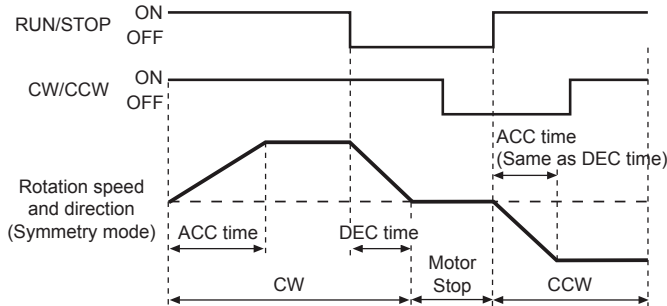 RUN/STOP
ON
OFF
CW/CCW
ON
OFF
ACC time
(Same as DEC time)
Rotation speed
and direction
(Symmetry mode)
ACC time
DEC time
CW
Motor
Stop
CCW